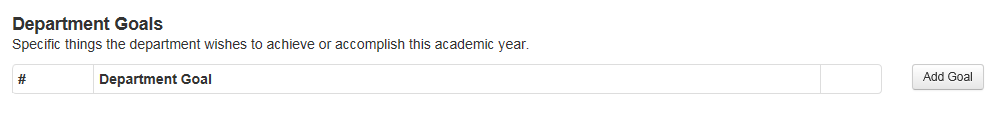 Department Goals
Specific things the department wishes to achieve or accomplish this academic year.
# Department Goal Add Goal